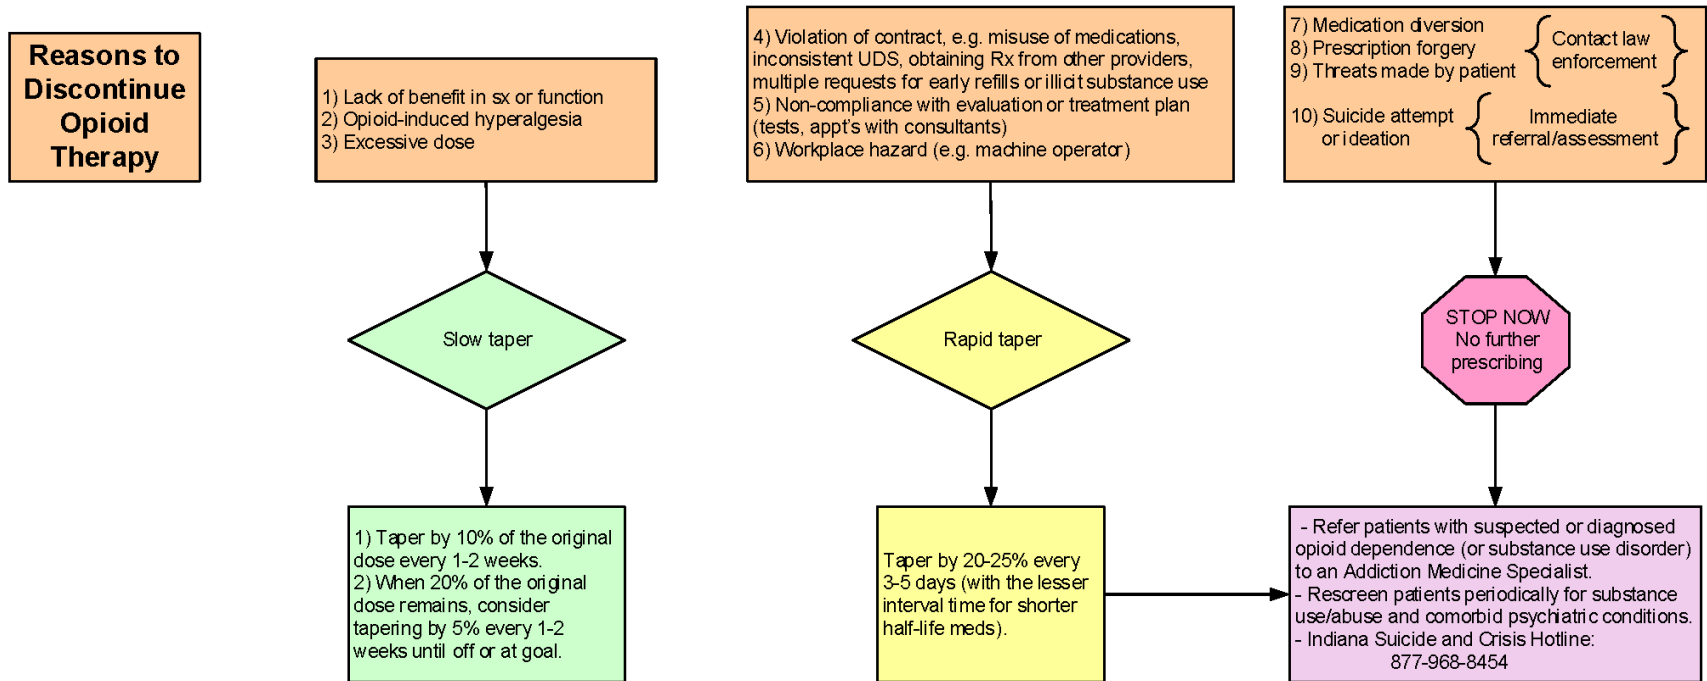 Reasons to
Discontinue
Opioid
Therapy
1) Lack of benefit in sx or function
2) Opioid-induced hyperalgesia
3) Excessive dose
4) Violation of contract, e.g. misuse of medications,
inconsistent UDS, obtaining Rx from other providers,
multiple requests for early refills or illicit substance use
5) Non-compliance with evaluation or treatment plan
(tests, appt's with consultants)
6) Workplace hazard (e.g. machine operator)
7) Medication diversion
8) Prescription forgery
9) Threats made by patient
Contact law
enforcement
10) Suicide attempt
or ideation
Immediate
referral/assessment
Slow taper
Rapid taper
STOP NOW
No further
prescribing
1) Taper by 10% of the original
dose every 1-2 weeks.
2) When 20% of the original
dose remains, consider
tapering by 5% every 1-2
weeks until off or at goal.
Taper by 20-25% every
3-5 days (with the lesser
interval time for shorter
half-life meds).
- Refer patients with suspected or diagnosed
opioid dependence (or substance use disorder)
to an Addiction Medicine Specialist.
- Rescreen patients periodically for substance
use/abuse and comorbid psychiatric conditions.
- Indiana Suicide and Crisis Hotline:
877-968-8454